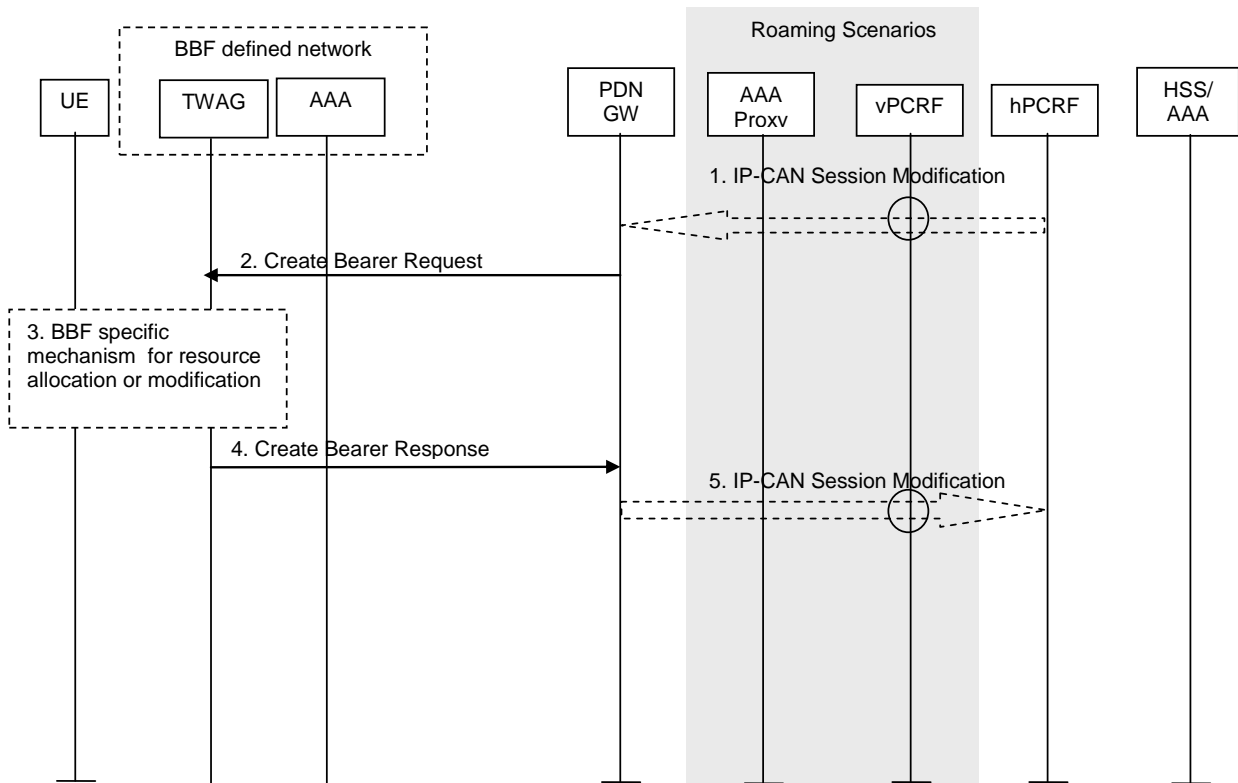 Roaming Scenarios
BBF defined network
UE
TWAG
AAA
PDN
GW
AAA
Proxy
vPCRF
hPCRF
HSS/
AAA
1. IP-CAN Session Modification
2. Create Bearer Request
3. BBF specific
mechanism for resource
allocation or modification
4. Create Bearer Response
5. IP-CAN Session Modification